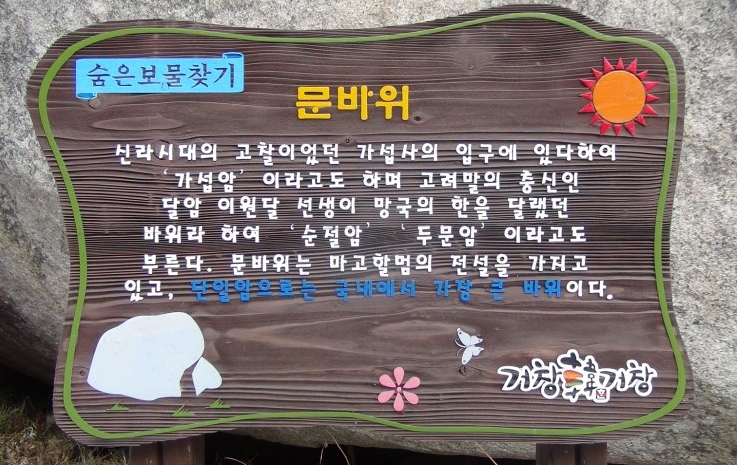 숨은보물찾기
문바위
신라시대의 고찰이었던 가섭사의 입구에 있다하여
'가섭암' 이라고도 하며 고려말의 충신인
달암 이원달 선생이 망국의 한을 달랬던
바위라 하여 '순절암' '두문암' 이라고도
부른다. 문바위는 마고할멈의 전설을 가지고
있고, 단일암으로는 국내에서 가장 큰 바위이다.
거창韓거창